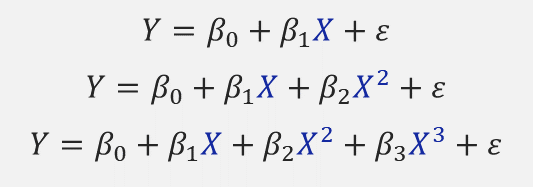 Y = β₀ + β₁X + ε
Y = β₀ + β₁X + β₂X² + ε
Y = β₀ + β₁X + β₂X² + β₃X³ + ε